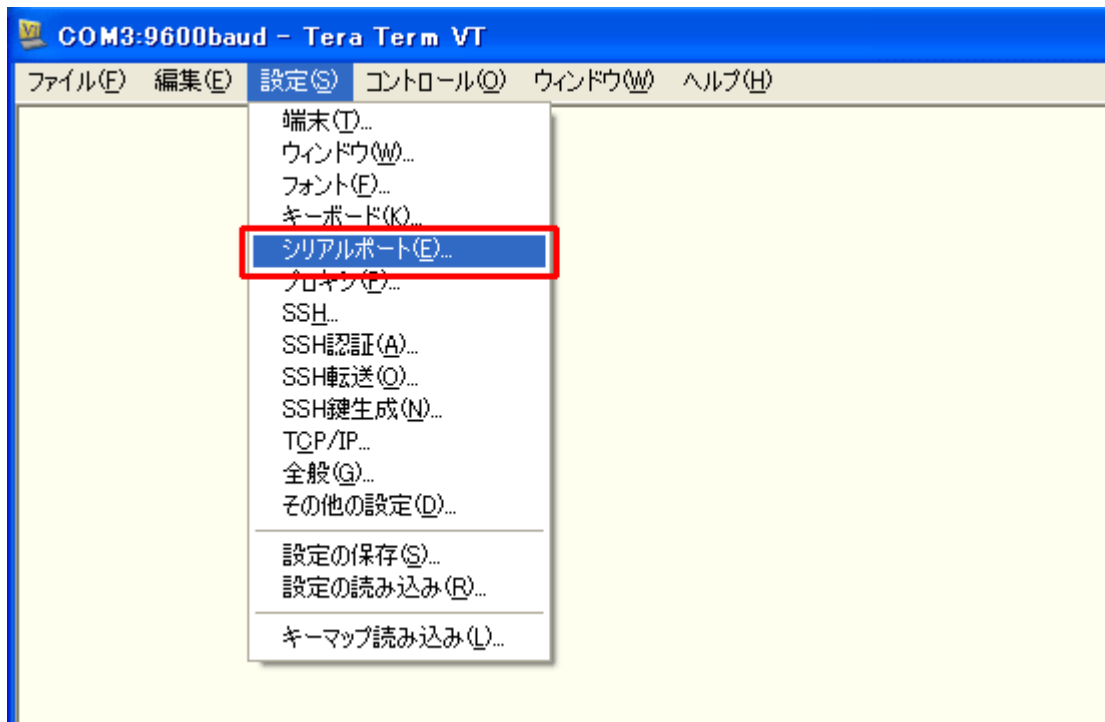 COM3:9600baud - Tera Term VT
ファイル(F) 編集(E) 設定(S) コントロール(O) ウィンドウ(W) ヘルプ(H)
端末(T)...
ウィンドウ(W)...
フォント(F)...
キーボード(K)...
シリアルポート(E)...
プロキシ(P)...
SSH...
SSH認証(A)...
SSH転送(O)...
SSH鍵生成(N)...
TCP/IP...
全般(G)...
その他の設定(D)...
設定の保存(S)...
設定の読み込み(R)...
キーマップ読み込み(L)...